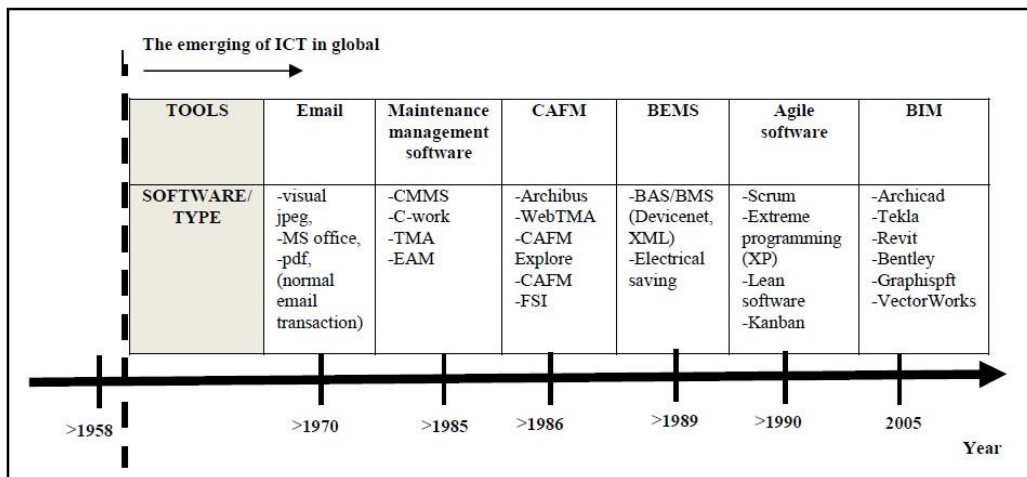 The emerging of ICT in global
TOOLS
Email
Maintenance
management
software
CAFM
BEMS
Agile
software
BIM
SOFTWARE/
TYPE
-visual
jpeg,
-MS office,
-pdf,
(normal
email
transaction)
-CMMS
-C-work
-TMA
-EAM
-Archibus
-WebTMA
-CAFM
Explore
-CAFM
-FSI
-BAS/BMS
(Devicenet,
XML)
-Electrical
saving
-Scrum
-Extreme
programming
(XP)
-Lean
software
-Kanban
-Archicad
-Tekla
-Revit
-Bentley
-Graphispft
-VectorWorks
>1958
>1970
>1985
>1986
>1989
>1990
2005
Year